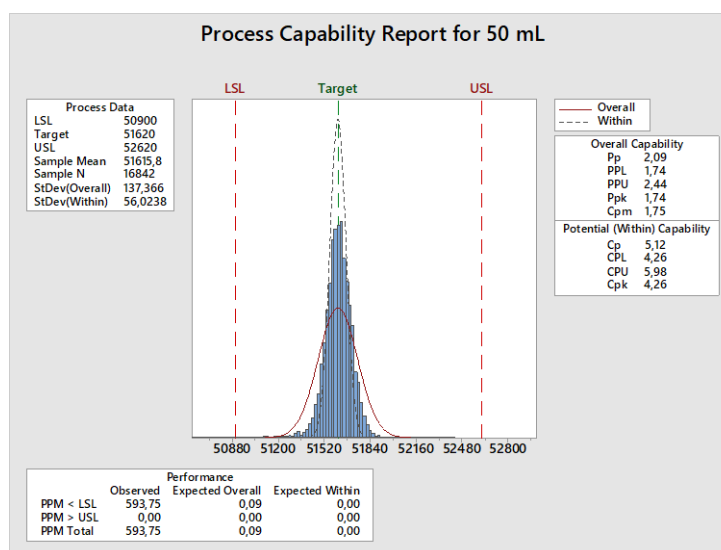 Process Capability Report for 50 mL
LSL Target USL
Process Data
LSL 50900
Target 51620
USL 52620
Sample Mean 51615,8
Sample N 16842
StDev(Overall) 137,366
StDev(Within) 56,0238
Overall
Within
Overall Capability
Pp 2,09
PPL 1,74
PPU 2,44
Ppk 1,74
Cpm 1,75
Potential (Within) Capability
Cp 5,12
CPL 4,26
CPU 5,98
Cpk 4,26
50880 51200 51520 51840 52160 52480 52800
Performance
Observed Expected Overall Expected Within
PPM < LSL 593,75 0,09 0,00
PPM > USL 0,00 0,00 0,00
PPM Total 593,75 0,09 0,00